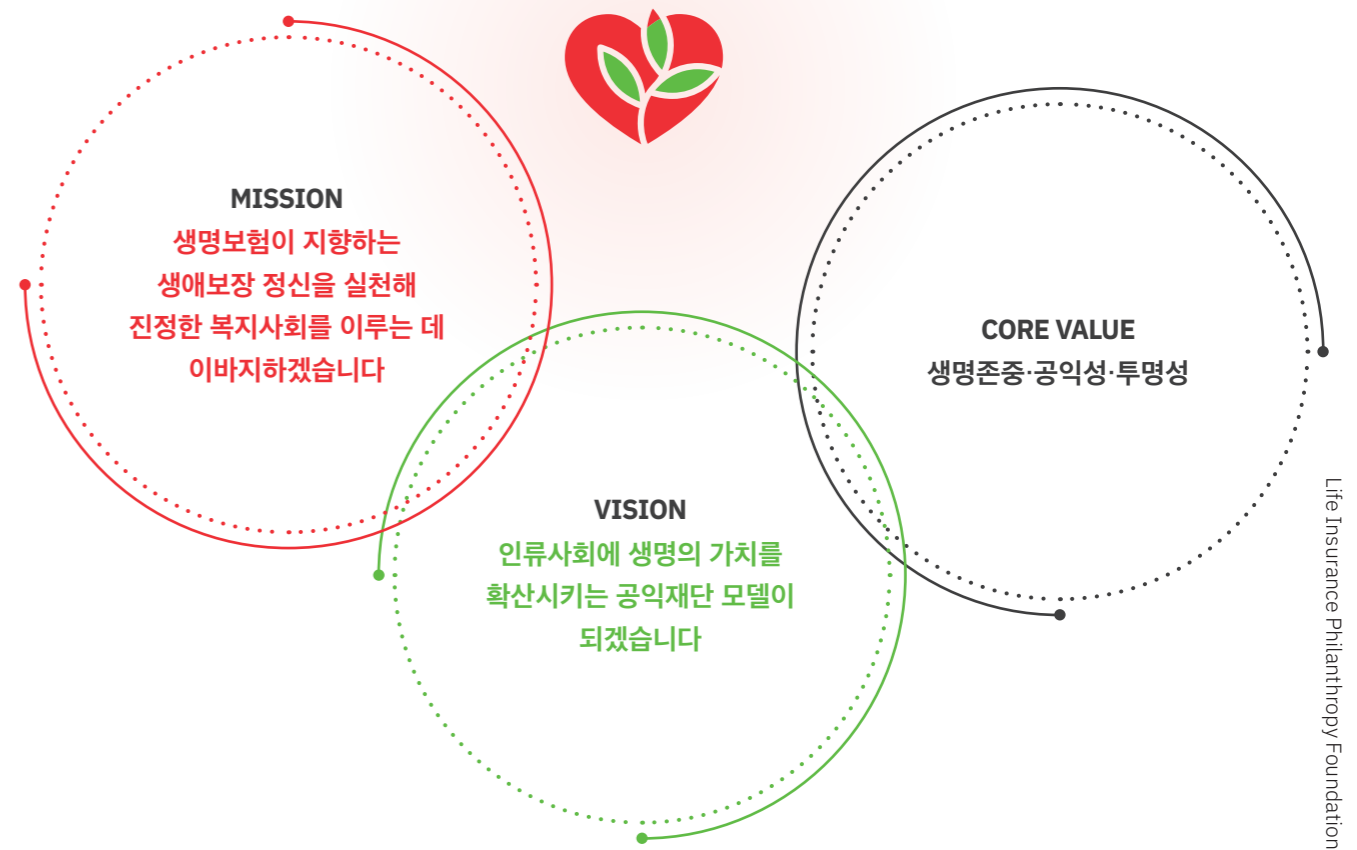 MISSION
생명보험이 지향하는
생애보장 정신을 실천해
진정한 복지사회를 이루는 데
이바지하겠습니다
VISION
인류사회에 생명의 가치를
확산시키는 공익재단 모델이
되겠습니다
CORE VALUE
생명존중·공익성·투명성
Life Insurance Philanthropy Foundation